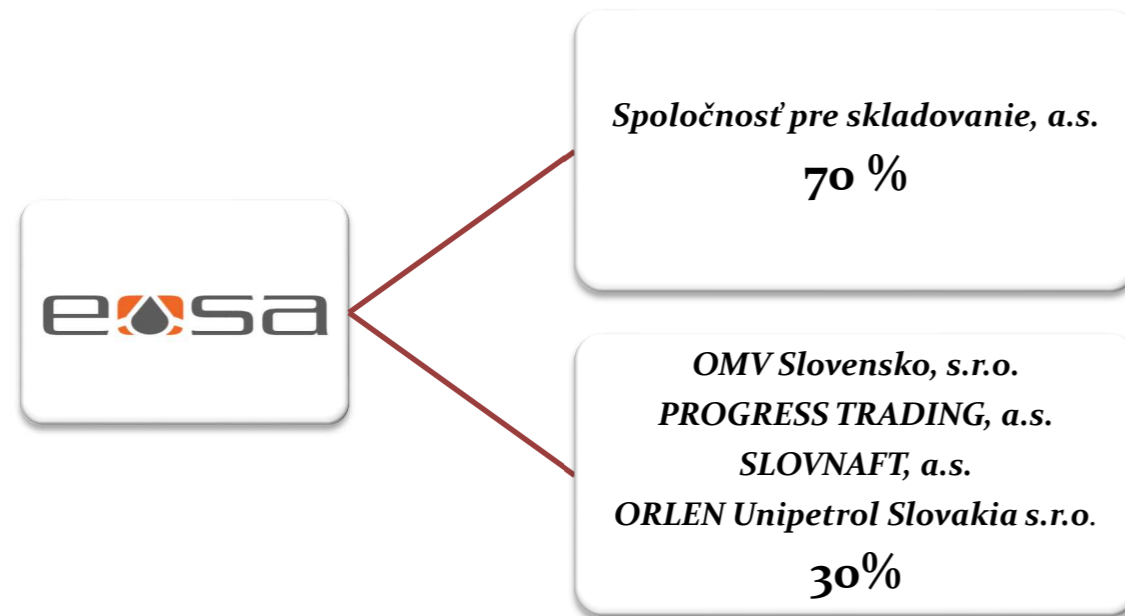 eosa
Spoločnosť pre skladovanie, a.s.
70 %
OMV Slovensko, s.r.o.
PROGRESS TRADING, a.s.
SLOVNAFT, a.s.
ORLEN Unipetrol Slovakia s.r.o.
30%